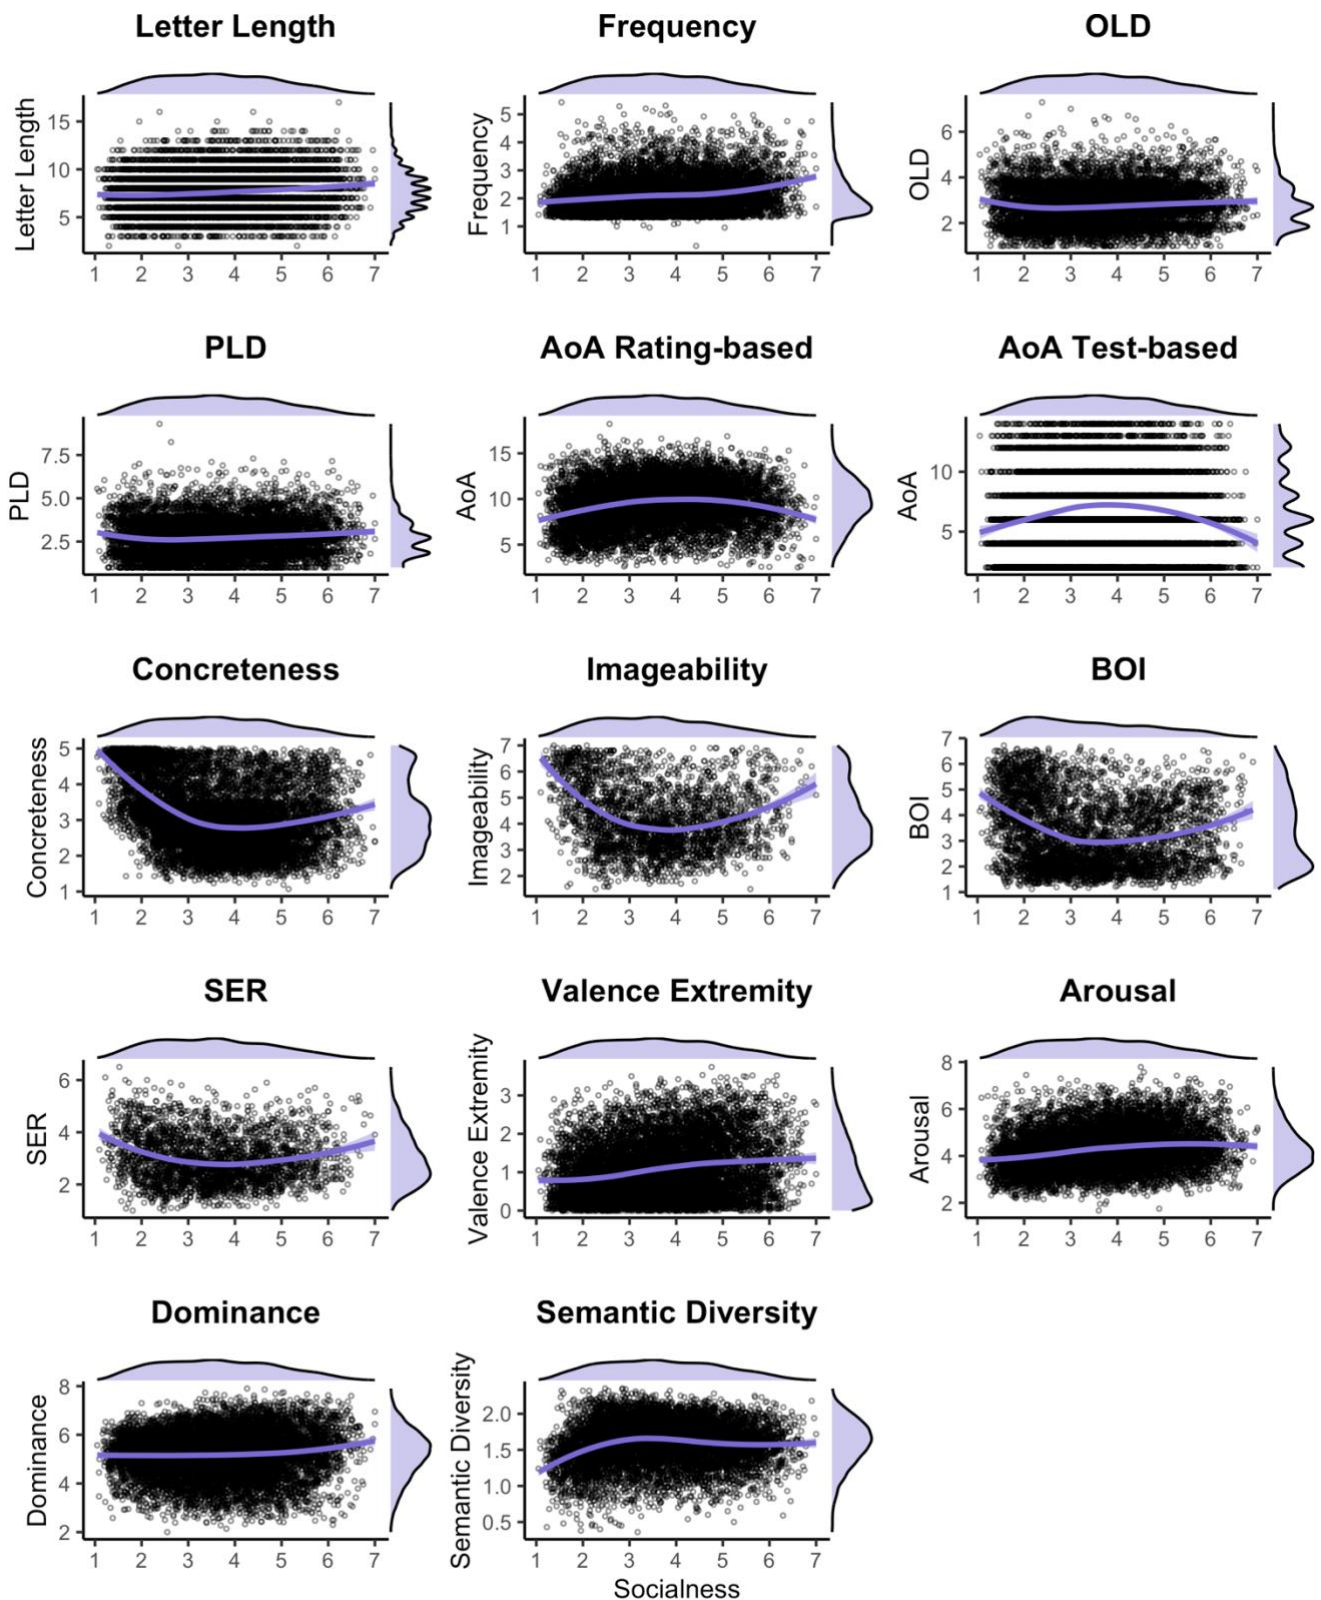 Letter Length
Frequency
OLD
Letter Length
15
10
5
1 2 3 4 5 6 7
Frequency
5
4
3
2
1
1 2 3 4 5 6 7
OLD
6
4
2
1 2 3 4 5 6 7
PLD
AoA Rating-based
AoA Test-based
PLD
7.5
5.0
2.5
1 2 3 4 5 6 7
AoA
15
10
5
1 2 3 4 5 6 7
AoA
10
5
1 2 3 4 5 6 7
Concreteness
Imageability
BOI
Concreteness
5
4
3
2
1
1 2 3 4 5 6 7
Imageability
7
6
5
4
3
2
1 2 3 4 5 6 7
BOI
7
6
5
4
3
2
1
1 2 3 4 5 6 7
SER
Valence Extremity
Arousal
SER
6
4
2
1 2 3 4 5 6 7
Valence Extremity
3
2
1
0
1 2 3 4 5 6 7
Arousal
8
6
4
2
1 2 3 4 5 6 7
Dominance
Semantic Diversity
Dominance
8
6
4
2
1 2 3 4 5 6 7
Semantic Diversity
2.0
1.5
1.0
0.5
1 2 3 4 5 6 7
Socialness